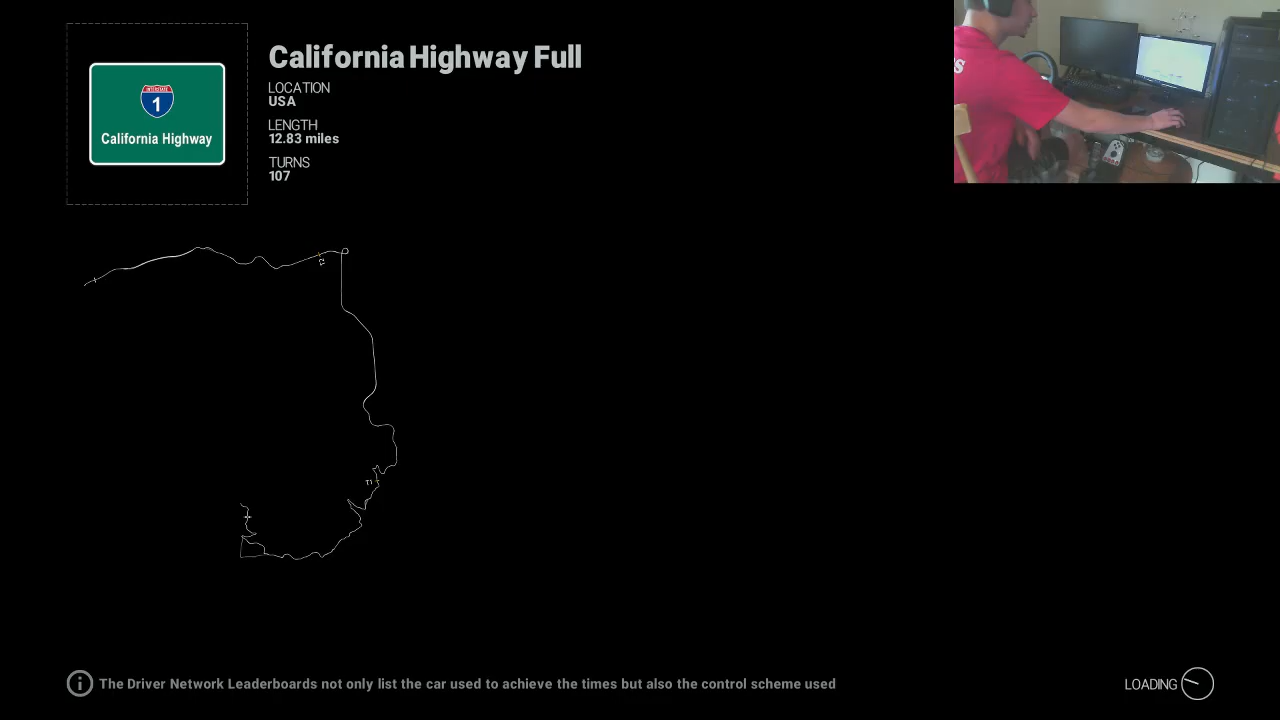 California Highway Full
LOCATION
USA
LENGTH
12.83 miles
TURNS
107
INTERSTATE
1
California Highway
The Driver Network Leaderboards not only list the car used to achieve the times but also the control scheme used
LOADING